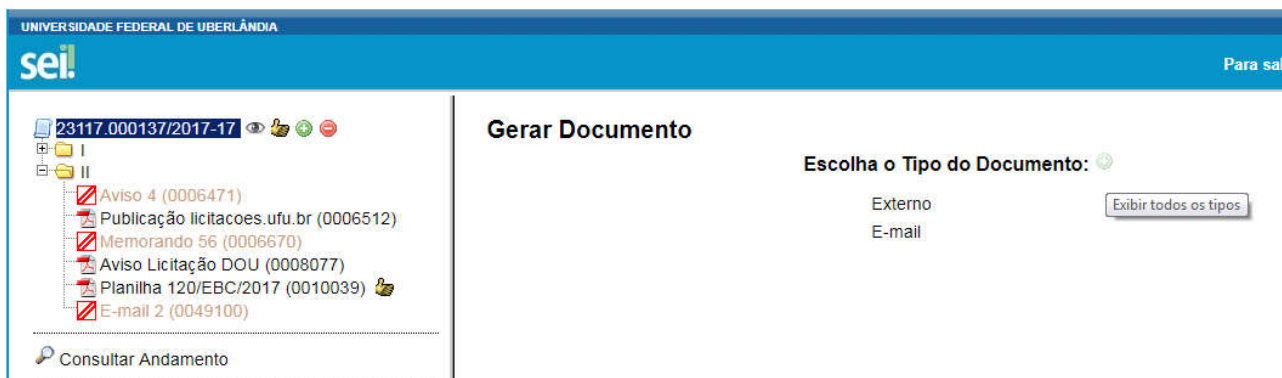 UNIVERSIDADE FEDERAL DE UBERLÂNDIA
sei!
Para sal
23117.000137/2017-17
I
II
Aviso 4 (0006471)
Publicação licitacoes.ufu.br (0006512)
Memorando 56 (0006670)
Aviso Licitação DOU (0008077)
Planilha 120/EBC/2017 (0010039)
E-mail 2 (0049100)
Consultar Andamento
Gerar Documento
Escolha o Tipo do Documento:
Externo
Exibir todos os tipos
E-mail